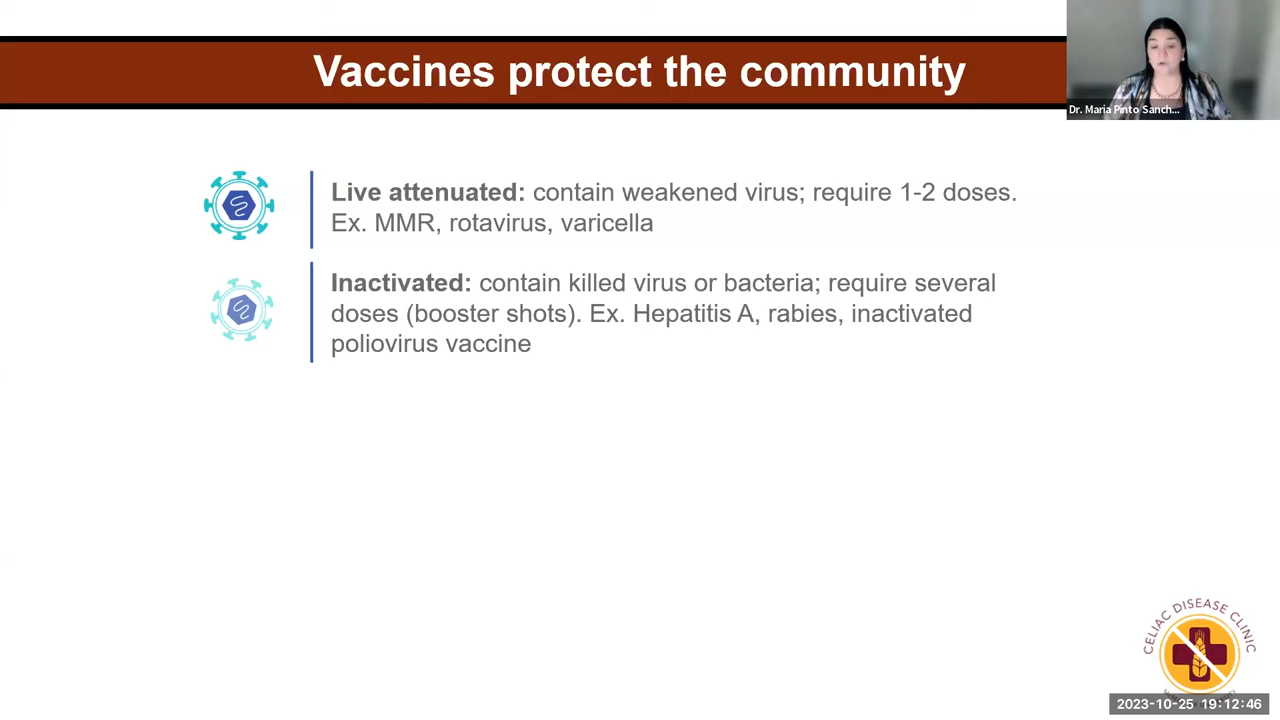 Vaccines protect the community
Dr. Maria Pinto Sanch...
Live attenuated: contain weakened virus; require 1-2 doses.
Ex. MMR, rotavirus, varicella
Inactivated: contain killed virus or bacteria; require several
doses (booster shots). Ex. Hepatitis A, rabies, inactivated
poliovirus vaccine
CELIAC DISEASE CLINIC
2023-10-25 19:12:46